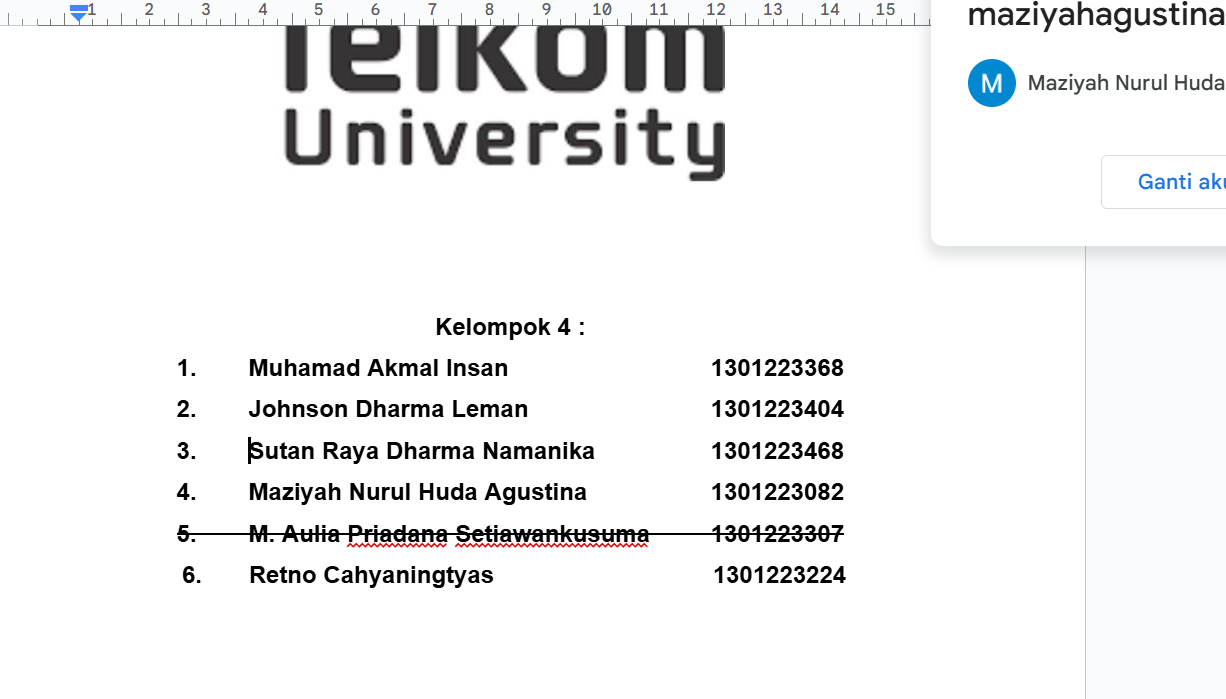 1 2 3 4 5 6 7 8 9 10 11 12 13 14 15
Telkom
University
maziyahagustina
M
Maziyah Nurul Huda
Ganti aku
Kelompok 4 :
1. Muhamad Akmal Insan 1301223368
2. Johnson Dharma Leman 1301223404
3. Sutan Raya Dharma Namanika 1301223468
4. Maziyah Nurul Huda Agustina 1301223082
5. M. Aulia Priadana Setiawankusuma 1301223307
6. Retno Cahyaningtyas 1301223224